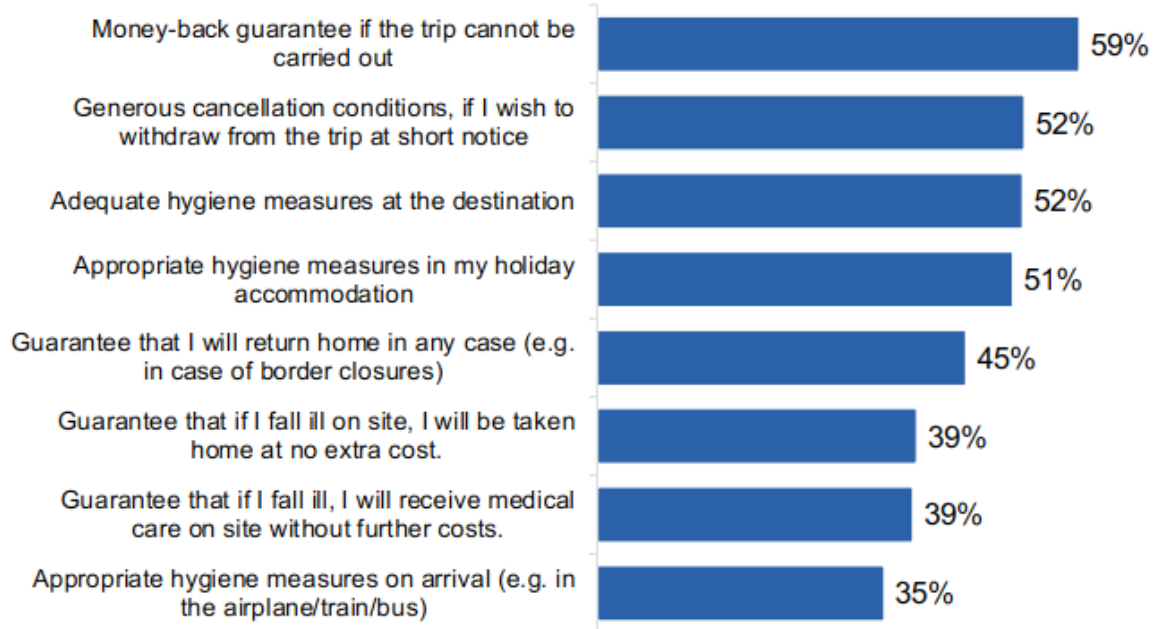 Money-back guarantee if the trip cannot be
carried out
59%
Generous cancellation conditions, if I wish to
withdraw from the trip at short notice
52%
Adequate hygiene measures at the destination
52%
Appropriate hygiene measures in my holiday
accommodation
51%
Guarantee that I will return home in any case (e.g.
in case of border closures)
45%
Guarantee that if I fall ill on site, I will be taken
home at no extra cost.
39%
Guarantee that if I fall ill, I will receive medical
care on site without further costs.
39%
Appropriate hygiene measures on arrival (e.g. in
the airplane/train/bus)
35%